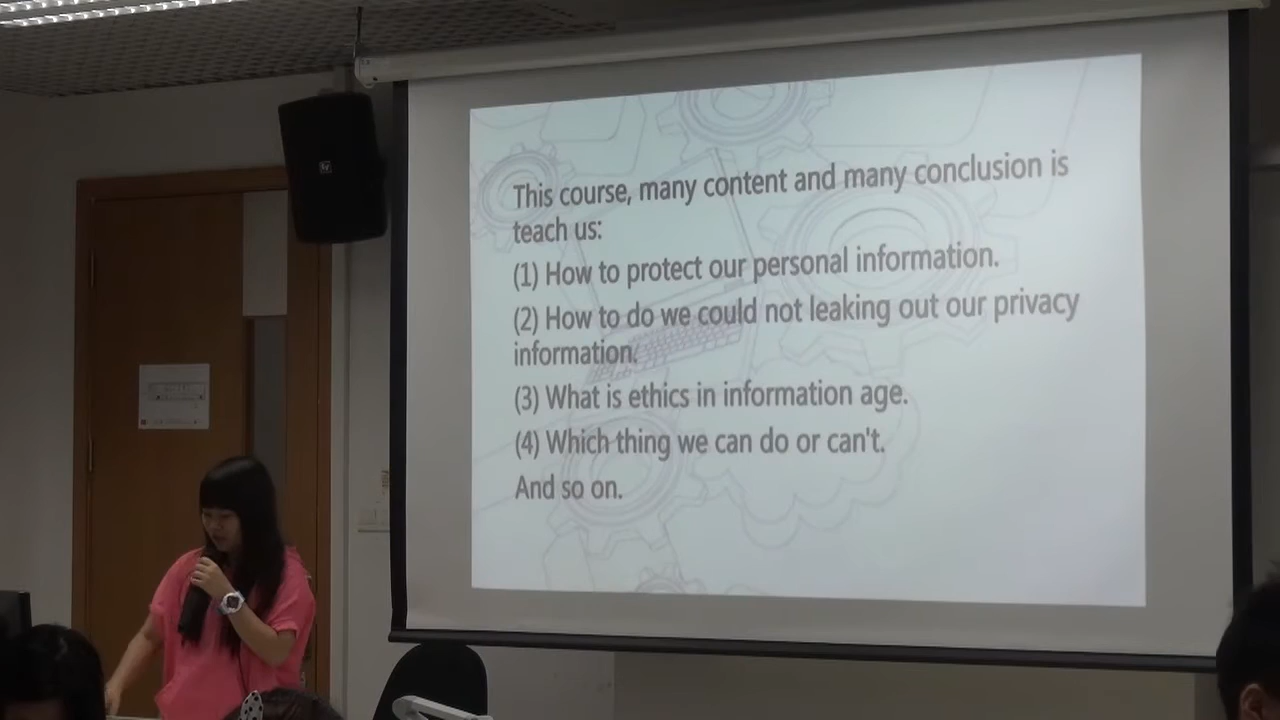 This course, many content and many conclusion is
teach us:
(1) How to protect our personal information.
(2) How to do we could not leaking out our privacy
information.
(3) What is ethics in information age.
(4) Which thing we can do or can't.
And so on.